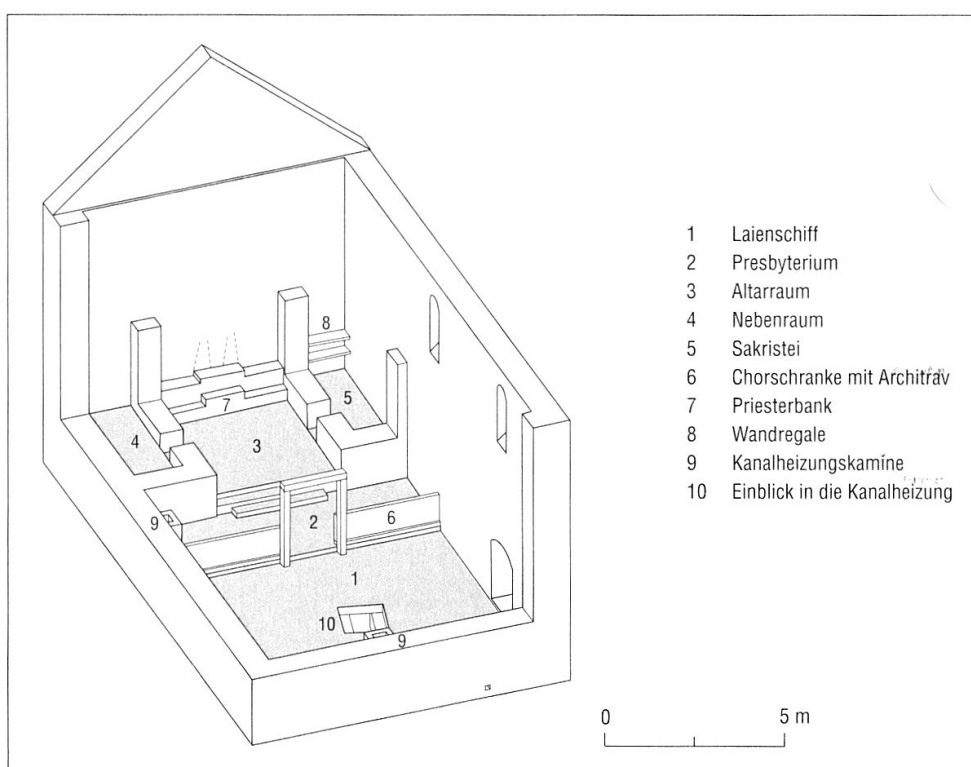 1 Laienschiff
2 Presbyterium
3 Altarraum
4 Nebenraum
5 Sakristei
6 Chorschranke mit Architrav
7 Priesterbank
8 Wandregale
9 Kanalheizungskamine
10 Einblick in die Kanalheizung
8
7
5
4
3
9
2
6
1
10
9
0 5 m